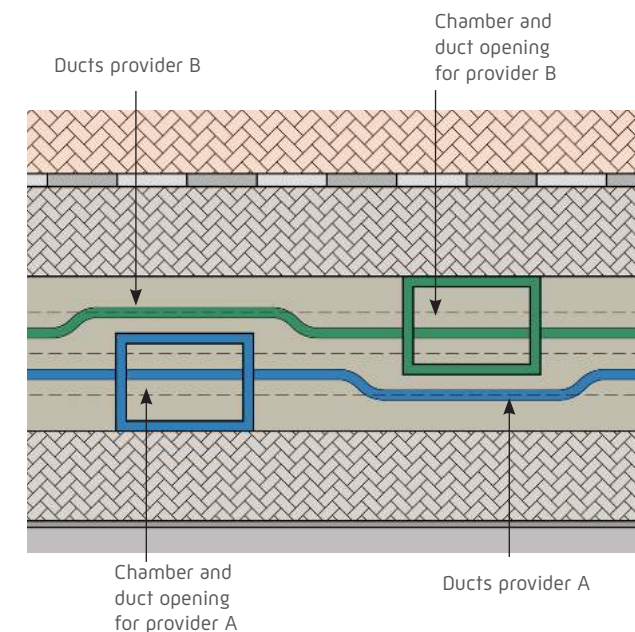 Chamber and
duct opening
for provider B
Ducts provider B
Chamber and
duct opening
for provider A
Ducts provider A